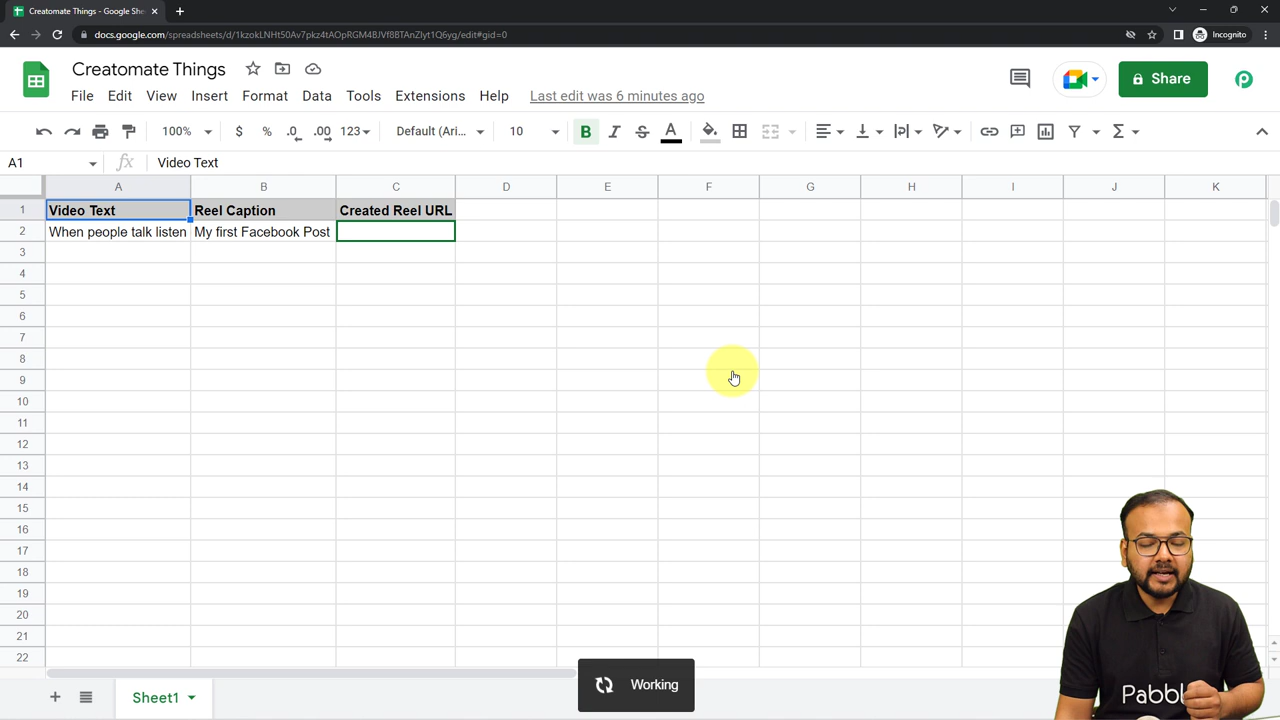 Creatomate Things - Google She
docs.google.com/spreadsheets/d/1kzokLNHt50Av7pkz4tAOpRGM48JVf8BTAnZIyt1Q6yg/edit#gid=0
Incognito
Creatomate Things
Share
File Edit View Insert Format Data Tools Extensions Help Last edit was 6 minutes ago
100% $ % .0 .00 123 Default (Ari... 10 B I S A
A1 fx Video Text
A B C D E F G H I J K
1 Video Text Reel Caption Created Reel URL
2 When people talk listen My first Facebook Post
3
4
5
6
7
8
9
10
11
12
13
14
15
16
17
18
19
20
21
22
Working
Sheet1
Pabbl